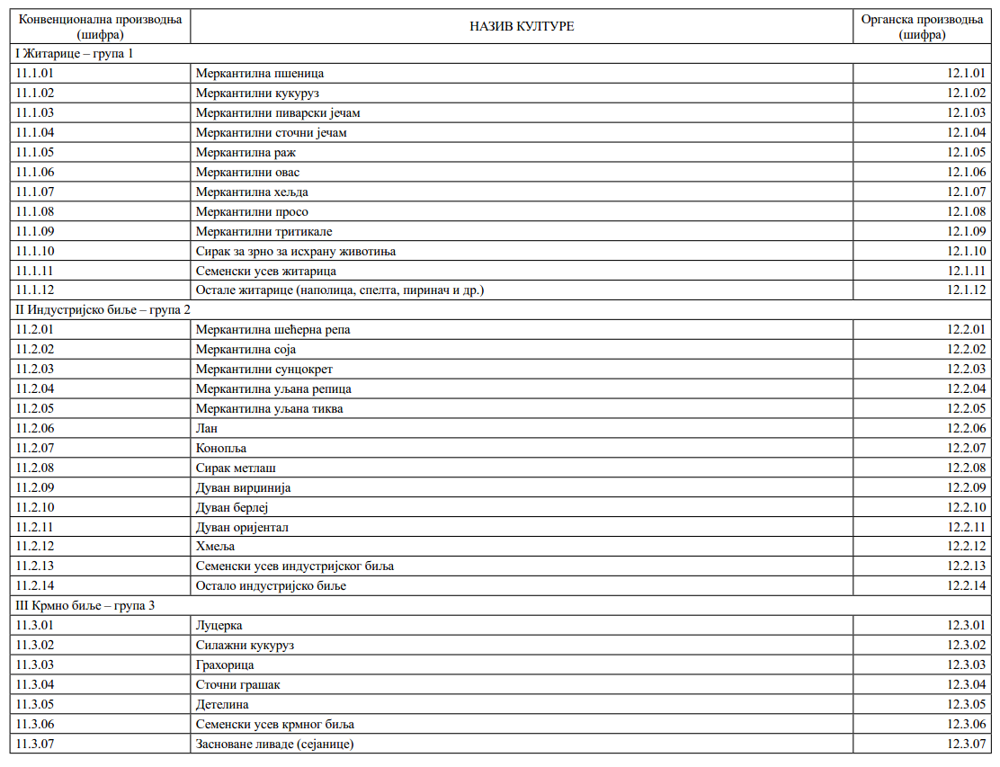 Конвенционална производња
(шифра)
НАЗИВ КУЛТУРЕ
Органска производња
(шифра)
I Житарице – група 1
11.1.01 Меркантилна пшеница 12.1.01
11.1.02 Меркантилни кукуруз 12.1.02
11.1.03 Меркантилни пиварски јечам 12.1.03
11.1.04 Меркантилни сточни јечам 12.1.04
11.1.05 Меркантилна раж 12.1.05
11.1.06 Меркантилни овас 12.1.06
11.1.07 Меркантилна хељда 12.1.07
11.1.08 Меркантилни просо 12.1.08
11.1.09 Меркантилни тритикале 12.1.09
11.1.10 Сирак за зрно за исхрану животиња 12.1.10
11.1.11 Семенски усев житарица 12.1.11
11.1.12 Остале житарице (наполица, спелта, пиринач и др.) 12.1.12
II Индустријско биље – група 2
11.2.01 Меркантилна шећерна репа 12.2.01
11.2.02 Меркантилна соја 12.2.02
11.2.03 Меркантилни сунцокрет 12.2.03
11.2.04 Меркантилна уљана репица 12.2.04
11.2.05 Меркантилна уљана тиква 12.2.05
11.2.06 Лан 12.2.06
11.2.07 Конопља 12.2.07
11.2.08 Сирак метлаш 12.2.08
11.2.09 Дуван вирџинија 12.2.09
11.2.10 Дуван берлеј 12.2.10
11.2.11 Дуван оријентал 12.2.11
11.2.12 Хмеља 12.2.12
11.2.13 Семенски усев индустријског биља 12.2.13
11.2.14 Остало индустријско биље 12.2.14
III Крмно биље – група 3
11.3.01 Луцерка 12.3.01
11.3.02 Силажни кукуруз 12.3.02
11.3.03 Грахорица 12.3.03
11.3.04 Сточни грашак 12.3.04
11.3.05 Детелина 12.3.05
11.3.06 Семенски усев крмног биља 12.3.06
11.3.07 Засноване ливаде (сејанице) 12.3.07